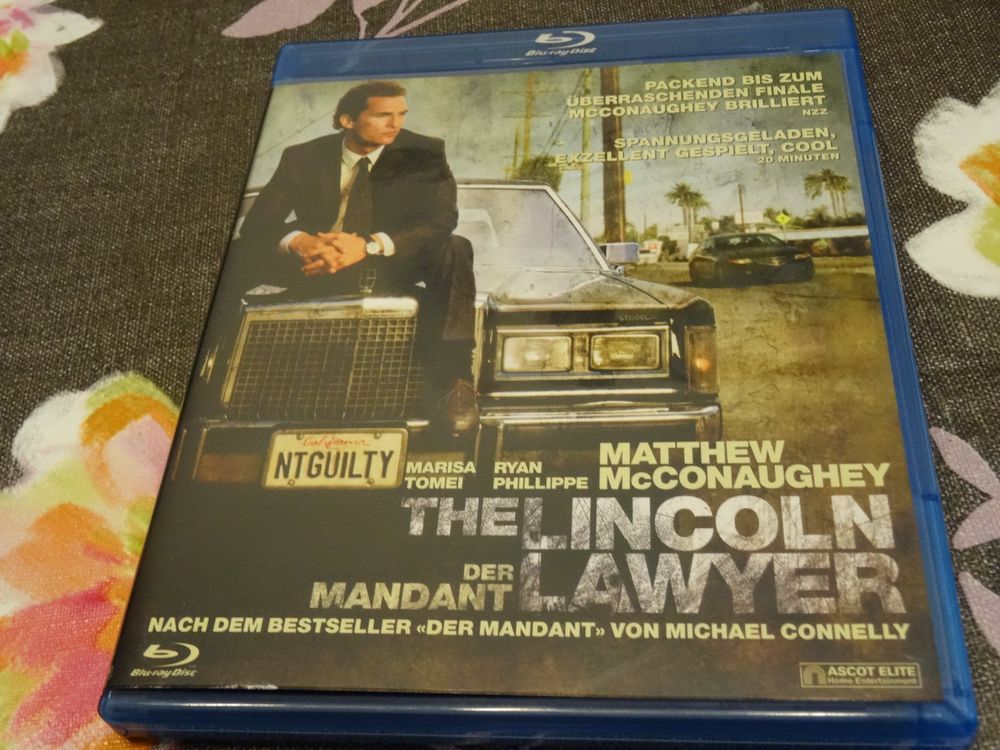 Blu-ray Disc
PACKEND BIS ZUM
ÜBERRASCHENDEN FINALE
MCCONAUGHEY BRILLIERT
NZZ
SPANNUNGSGELADEN,
EXZELLENT GESPIELT, COOL
20 MINUTEN
California
NTGUILTY
MARISA
TOMEI
RYAN
PHILLIPPE
MATTHEW
MCCONAUGHEY
THE LINCOLN
LAWYER
DER
MANDANT
NACH DEM BESTSELLER «DER MANDANT» VON MICHAEL CONNELLY
Blu-ray Disc
ASCOT ELITE
Home Entertainment